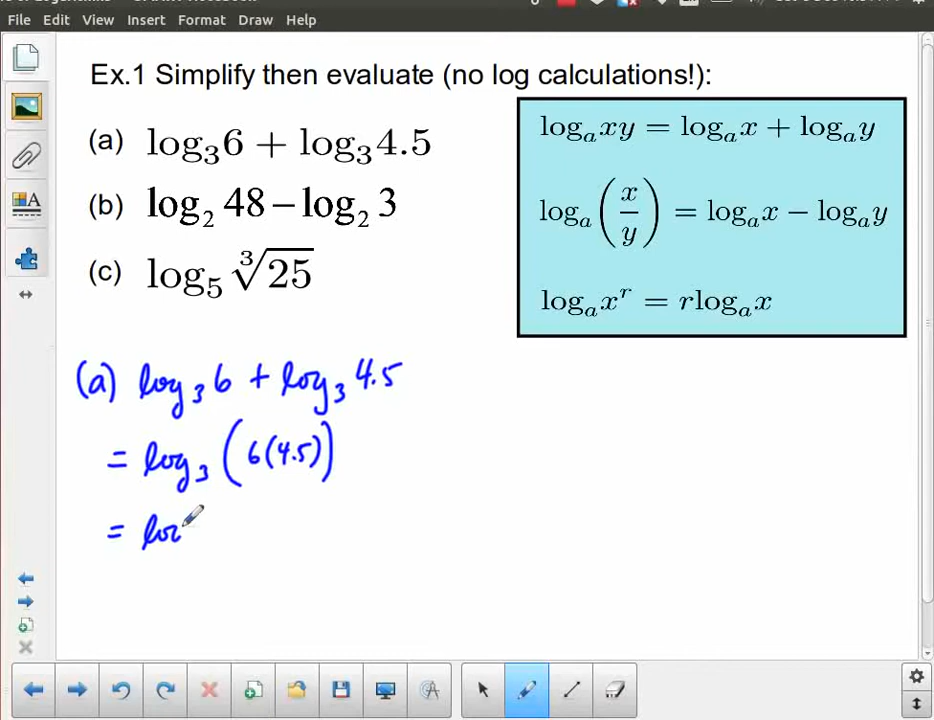 File Edit View Insert Format Draw Help
Ex.1 Simplify then evaluate (no log calculations!):
(a) log₃6 + log₃4.5
(b) log₂ 48 – log₂ 3
(c) log₅ ∛25
logₐxy = logₐx + logₐy
logₐ(x/y) = logₐx − logₐy
logₐxʳ = rlogₐx
(a) log₃6 + log₃4.5
= log₃(6(4.5))
= log